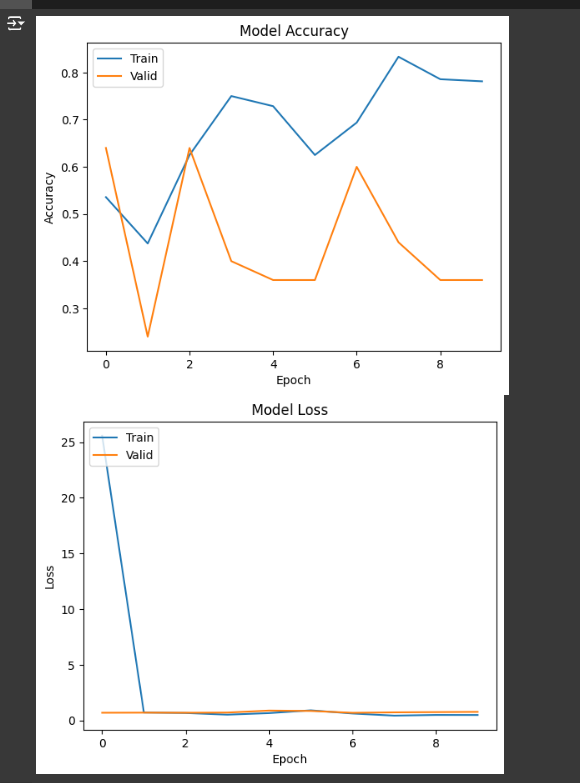 Model Accuracy
Train
Valid
0.8
0.7
0.6
0.5
0.4
0.3
Accuracy
0 2 4 6 8
Epoch
Model Loss
Train
Valid
25
20
15
10
5
0
Loss
0 2 4 6 8
Epoch